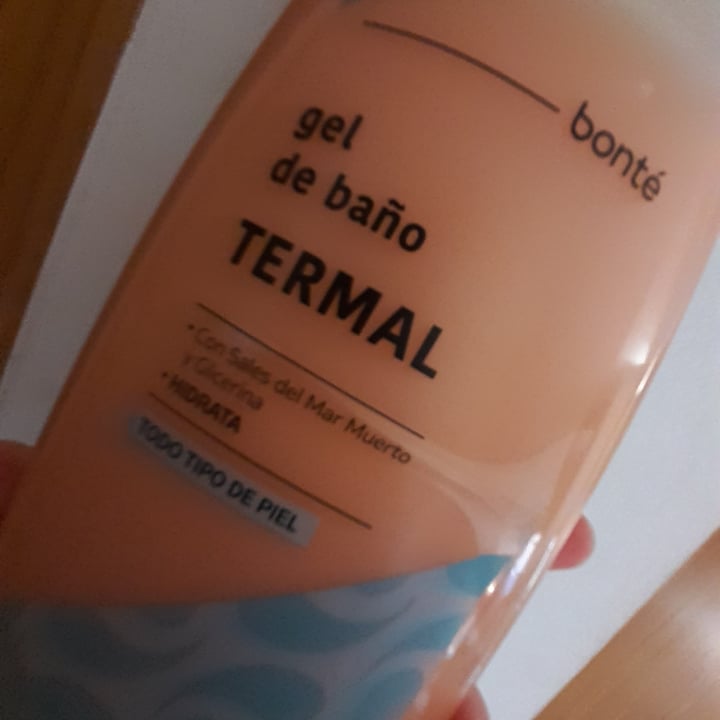 bonté
gel
de baño
TERMAL
• Con Sales del Mar Muerto
y Glicerina
• HIDRATA
TODO TIPO DE PIEL